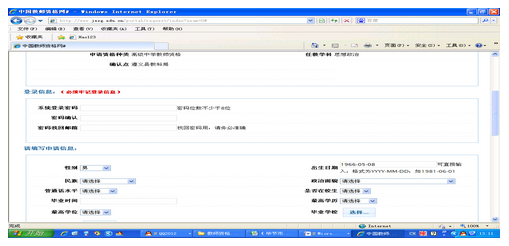 中国教师资格网* - Windows Internet Explorer
文件(F) 编辑(E) 查看(V) 收藏夹(A) 工具(T) 帮助(H)
收藏夹 Hao123
中国教师资格网* 页面(P) 安全(S) 工具(O)
申请资格种类 高级中学教师资格 任教学科 思想政治
确认点 遵义县教科局
登录信息: (必须牢记登录信息)
系统登录密码 密码位数不少于8位
密码确认
密码找回邮箱 找回密码用,请务必准确
请填写申请信息:
性别 男 出生日期 1966-05-08 可直接输入,格式为YYYY-MM-DD,如1981-06-01
民族 请选择 政治面貌 请选择
普通话水平 请选择 是否在校生 请选择
毕业时间 最高学历 请选择
最高学位 请选择 毕业学校 选择...
完成 Internet 100%